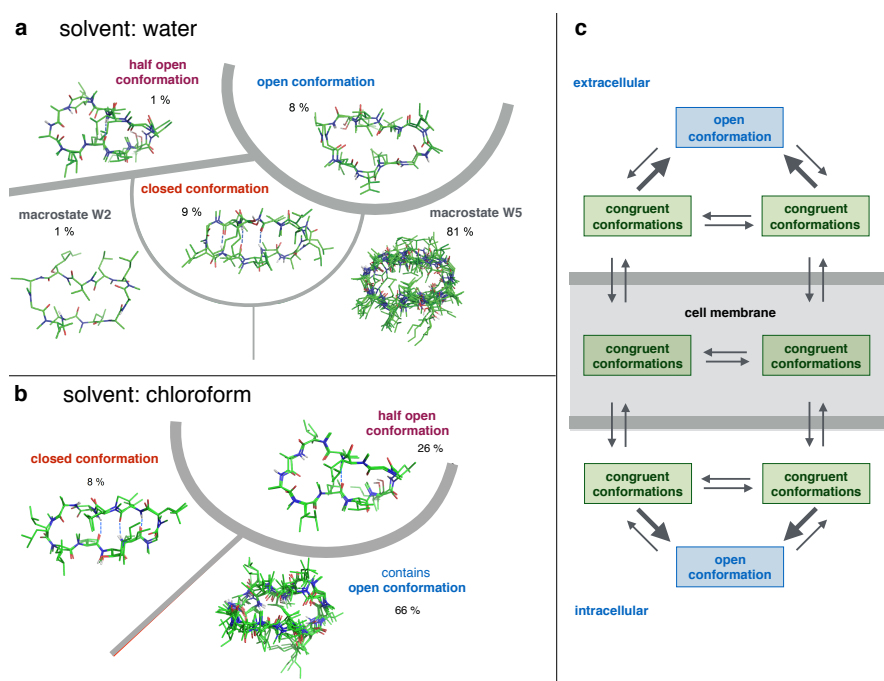 a solvent: water
half open
conformation
1 %
open conformation
8 %
closed conformation
9 %
macrostate W2
1 %
macrostate W5
81 %
b solvent: chloroform
half open
conformation
26 %
closed conformation
8 %
contains
open conformation
66 %
c
extracellular
open
conformation
congruent
conformations
congruent
conformations
cell membrane
congruent
conformations
congruent
conformations
congruent
conformations
congruent
conformations
open
conformation
intracellular